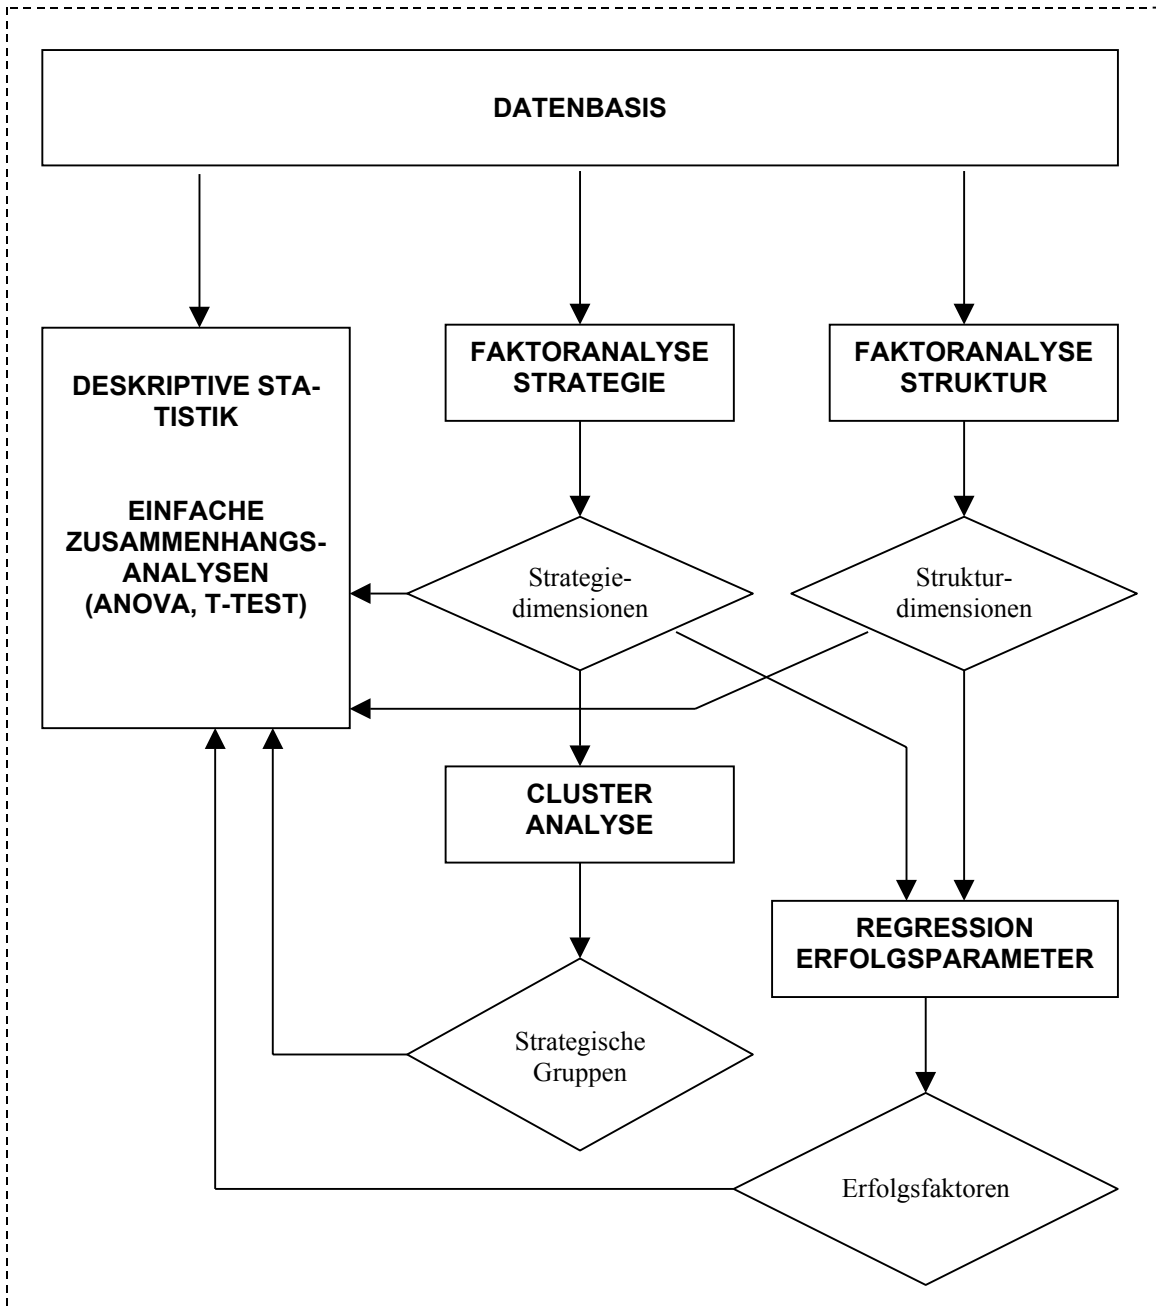 DATENBASIS
DESKRIPTIVE STA-
TISTIK
EINFACHE
ZUSAMMENHANGS-
ANALYSEN
(ANOVA, T-TEST)
FAKTORANALYSE
STRATEGIE
FAKTORANALYSE
STRUKTUR
Strategie-
dimensionen
Struktur-
dimensionen
CLUSTER
ANALYSE
REGRESSION
ERFOLGSPARAMETER
Strategische
Gruppen
Erfolgsfaktoren